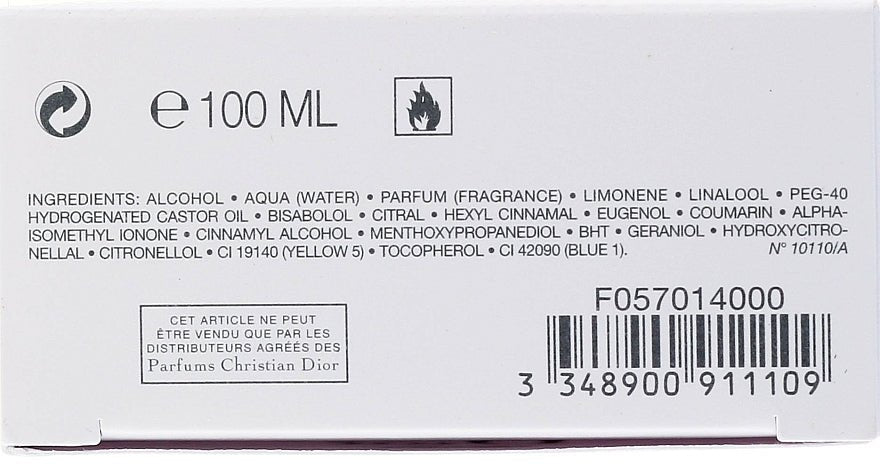 ℮ 100 ML
INGREDIENTS: ALCOHOL • AQUA (WATER) • PARFUM (FRAGRANCE) • LIMONENE • LINALOOL • PEG-40
HYDROGENATED CASTOR OIL • BISABOLOL • CITRAL • HEXYL CINNAMAL • EUGENOL • COUMARIN • ALPHA-
ISOMETHYL IONONE • CINNAMYL ALCOHOL • MENTHOXYPROPANEDIOL • BHT • GERANIOL • HYDROXYCITRO-
NELLAL • CITRONELLOL • CI 19140 (YELLOW 5) • TOCOPHEROL • CI 42090 (BLUE 1). N° 10110/A
CET ARTICLE NE PEUT
ÊTRE VENDU QUE PAR LES
DISTRIBUTEURS AGRÉÉS DES
Parfums Christian Dior
F057014000
3 348900 911109